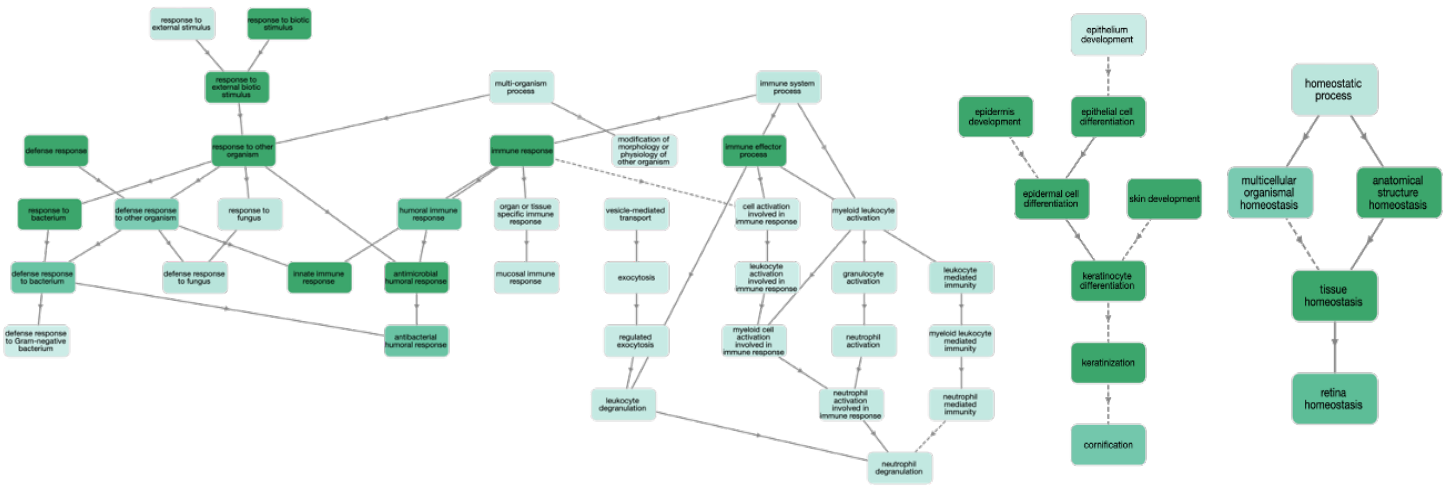 response to
external stimulus
response to biotic
stimulus
response to
external biotic
stimulus
multi-organism
process
immune system
process
defense response
response to other
organism
immune response
modification of
morphology or
physiology of
other organism
immune effector
process
response to
bacterium
defense response
to other organism
response to
fungus
humoral immune
response
organ or tissue
specific immune
response
vesicle-mediated
transport
cell activation
involved in
immune response
myeloid leukocyte
activation
defense response
to bacterium
defense response
to fungus
innate immune
response
antimicrobial
humoral response
mucosal immune
response
exocytosis
leukocyte
activation
involved in
immune response
granulocyte
activation
leukocyte
mediated
immunity
defense response
to Gram-negative
bacterium
antibacterial
humoral response
regulated
exocytosis
myeloid cell
activation
involved in
immune response
neutrophil
activation
myeloid leukocyte
mediated
immunity
leukocyte
degranulation
neutrophil
activation
involved in
immune response
neutrophil
mediated
immunity
neutrophil
degranulation
epithelium
development
epidermis
development
epithelial cell
differentiation
epidermal cell
differentiation
skin development
keratinocyte
differentiation
keratinization
cornification
homeostatic
process
multicellular
organismal
homeostasis
anatomical
structure
homeostasis
tissue
homeostasis
retina
homeostasis